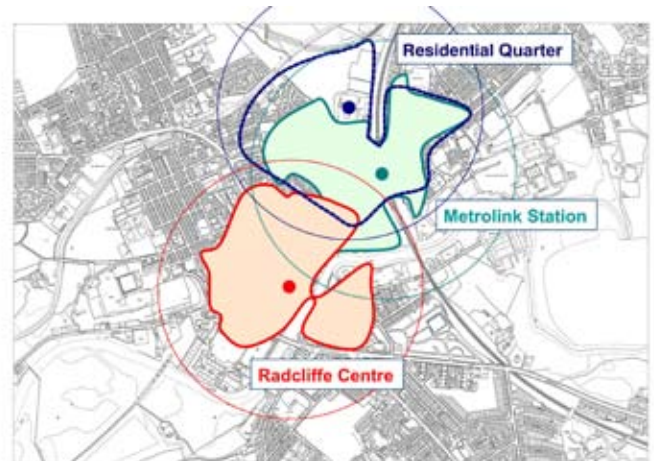 Residential Quarter
Metrolink Station
Radcliffe Centre